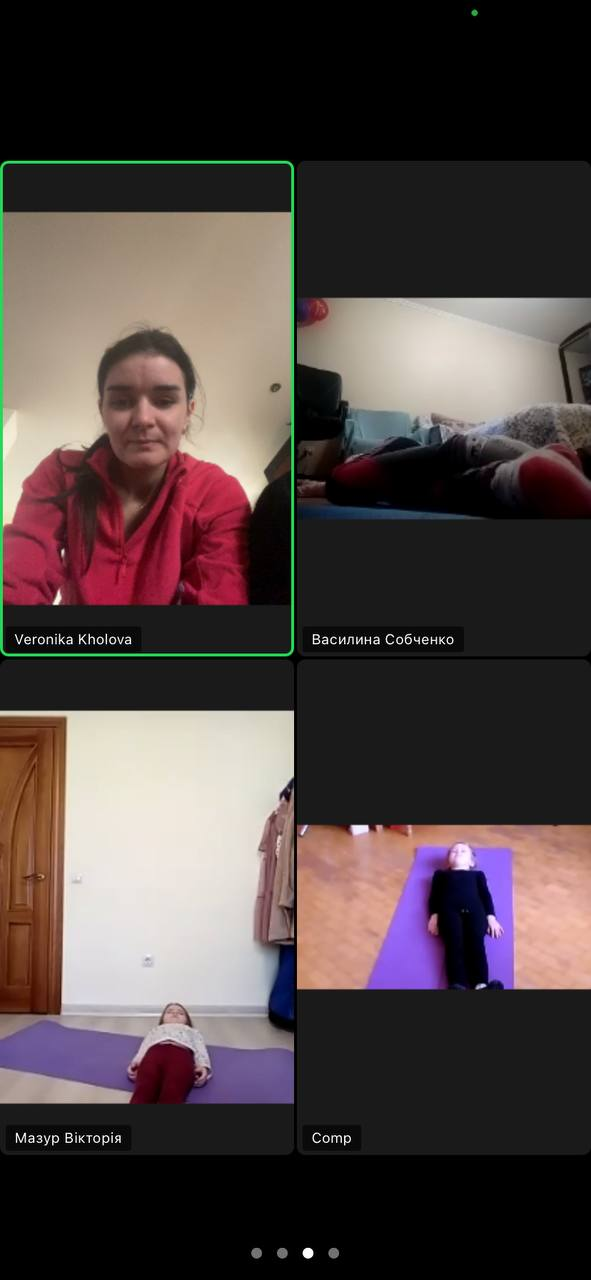 Veronika Kholova
Василина Собченко
Мазур Вікторія
Comp